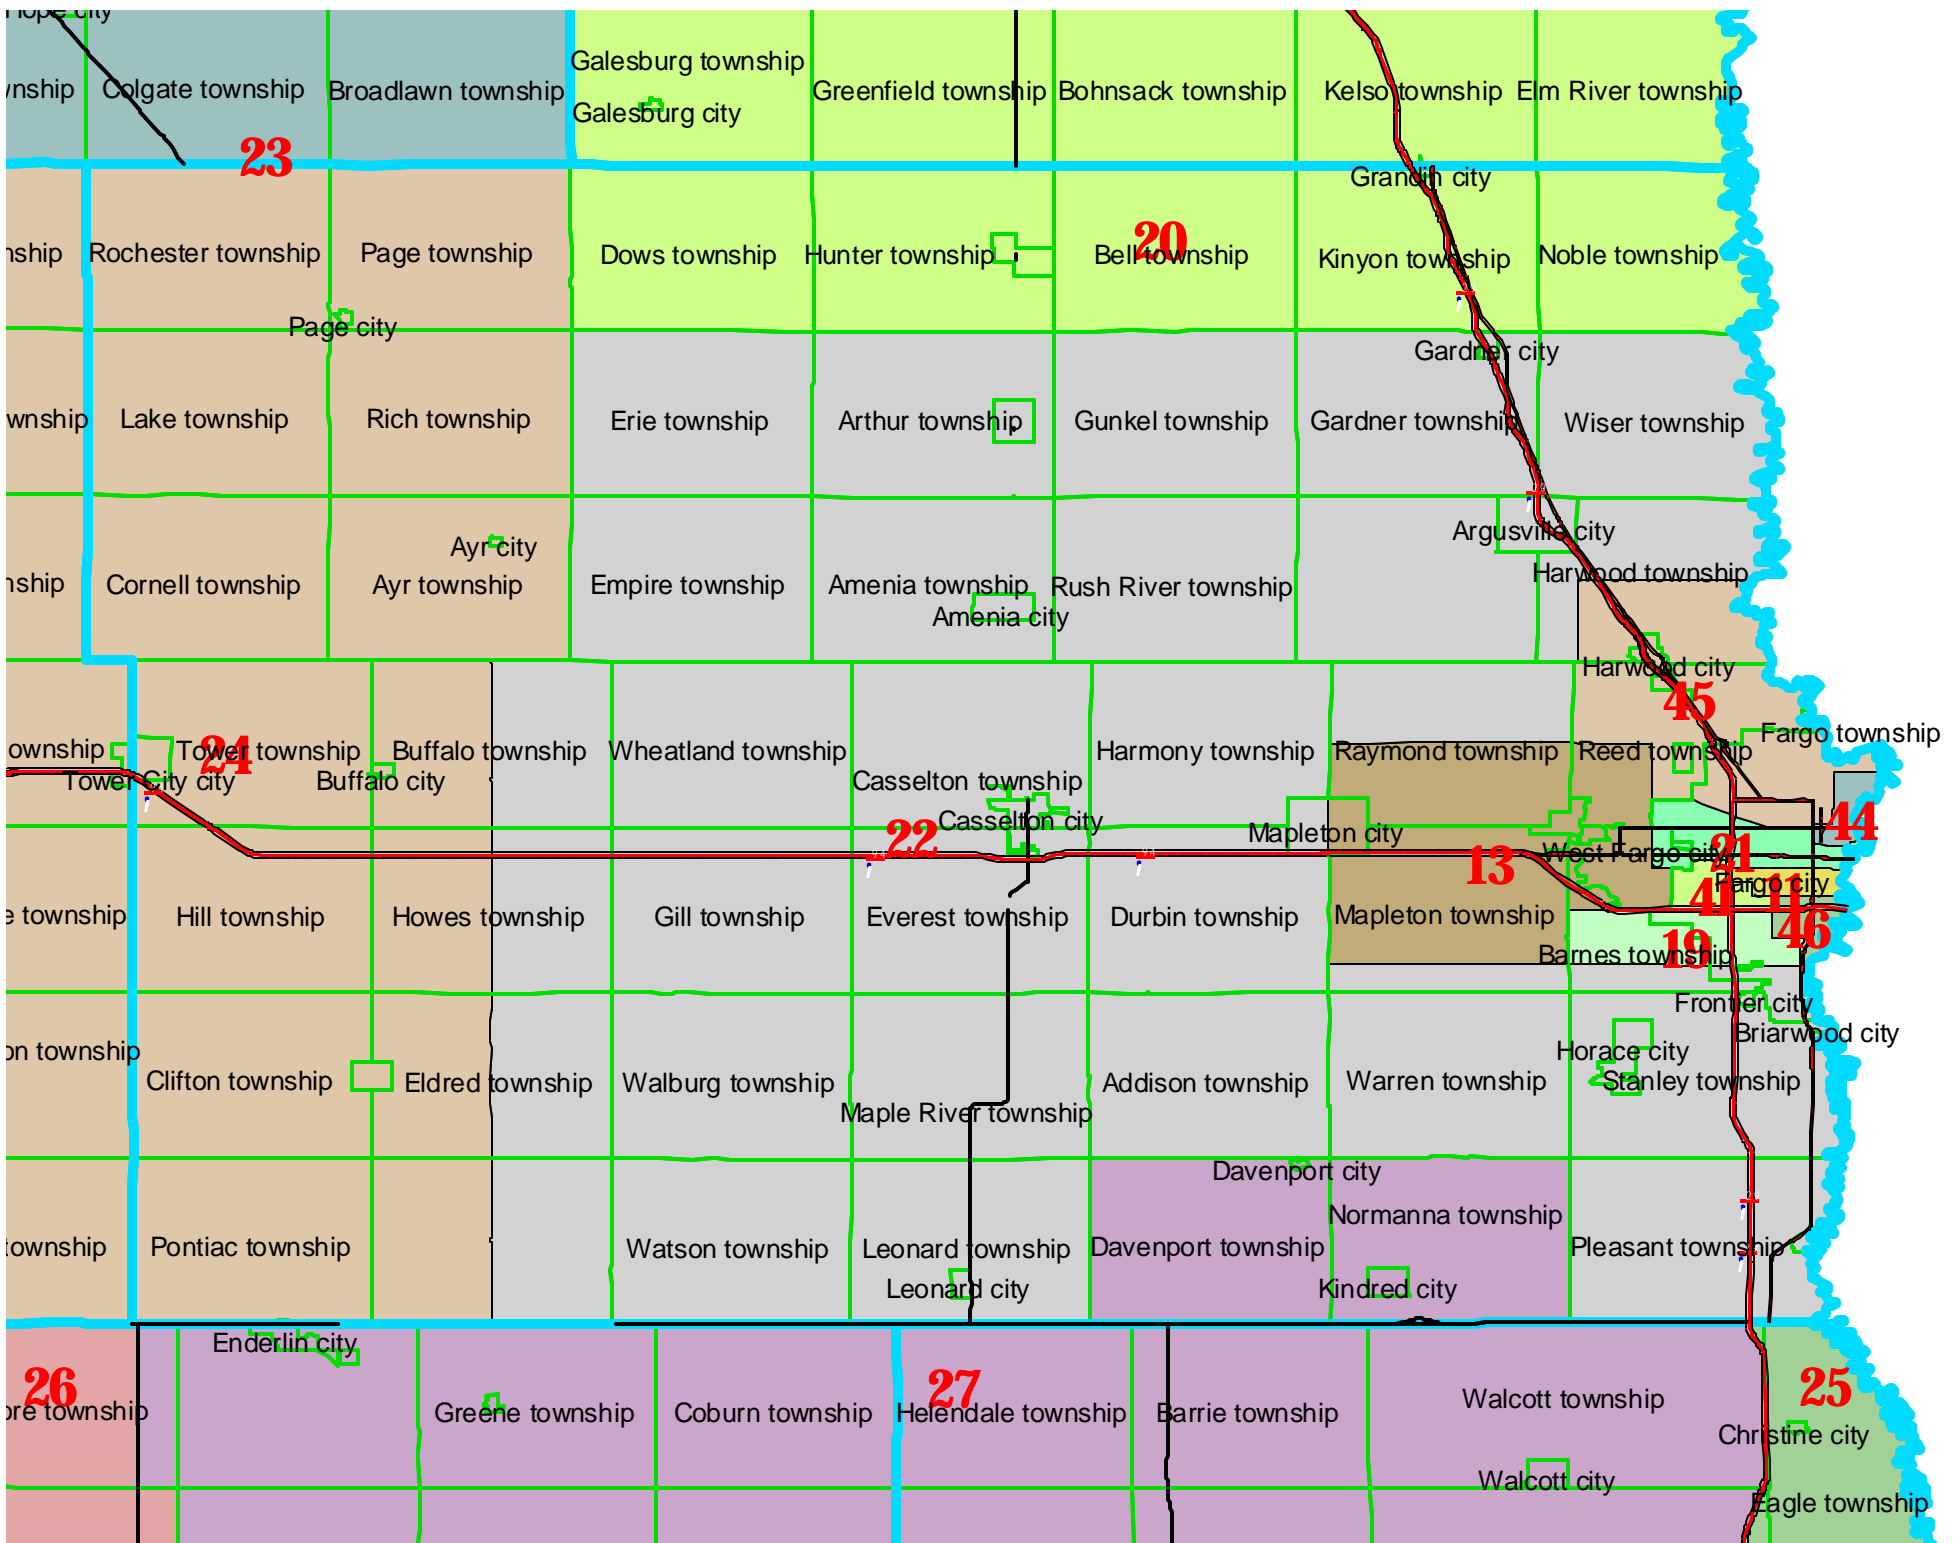 Hope city
Galesburg township
Colgate township
Broadlawn township
Greenfield township
Bohnsack township
Kelso township
Elm River township
Galesburg city
23
Grandin city
20
Rochester township
Page township
Dows township
Hunter township
Bell township
Kinyon township
Noble township
Page city
Gardner city
Lake township
Rich township
Erie township
Arthur township
Gunkel township
Gardner township
Wiser township
Argusville city
Ayr city
Harwood township
Cornell township
Ayr township
Empire township
Amenia township
Rush River township
Amenia city
Harwood city
45
Fargo township
ownship
24
Tower township
Buffalo township
Wheatland township
Harmony township
Raymond township
Reed township
Tower City city
Buffalo city
Casselton township
Casselton city
44
22
Mapleton city
West Fargo city
21
13
Fargo city
11
41
e township
Hill township
Howes township
Gill township
Everest township
Durbin township
Mapleton township
46
19
Barnes township
Frontier city
Briarwood city
on township
Horace city
Clifton township
Eldred township
Walburg township
Addison township
Warren township
Stanley township
Maple River township
Davenport city
Normanna township
township
Pontiac township
Watson township
Leonard township
Davenport township
Pleasant township
Leonard city
Kindred city
Enderlin city
26
27
25
ore township
Greene township
Coburn township
Helendale township
Barrie township
Walcott township
Christine city
Walcott city
Eagle township